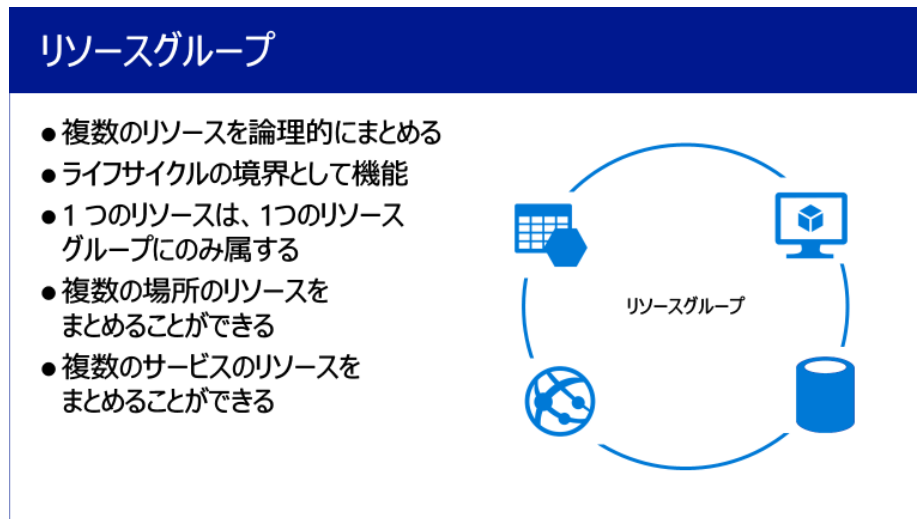 リソースグループ
●複数のリソースを論理的にまとめる
●ライフサイクルの境界として機能
●1 つのリソースは、1つのリソース
グループにのみ属する
●複数の場所のリソースを
まとめることができる
●複数のサービスのリソースを
まとめることができる
リソースグループ